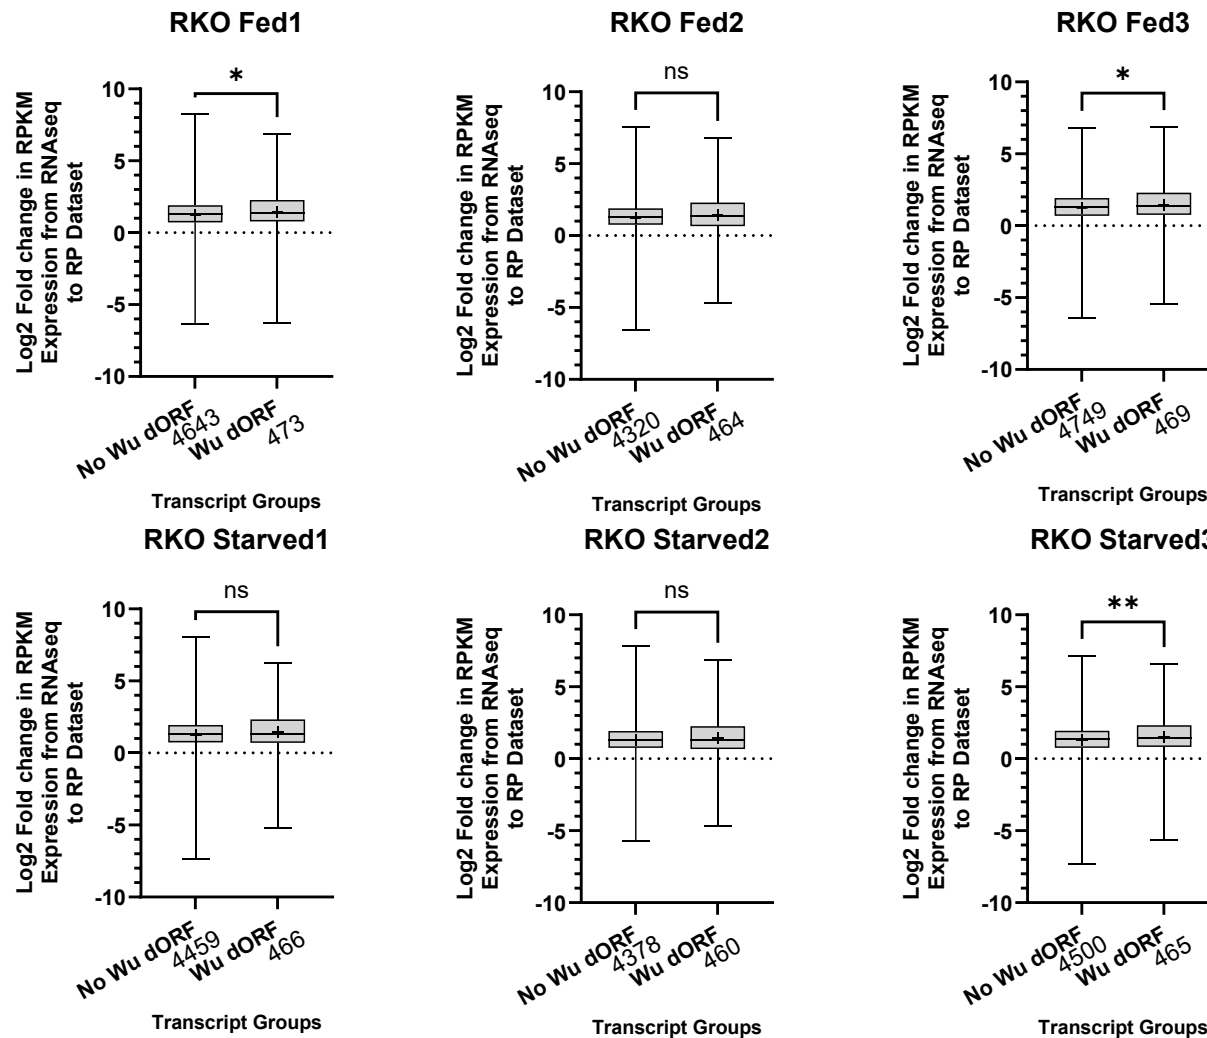 RKO Fed1
*
Log2 Fold change in RPKM
Expression from RNAseq
to RP Dataset
10
5
0
-5
-10
No Wu dORF
4643
Wu dORF
473
Transcript Groups
RKO Fed2
ns
Log2 Fold change in RPKM
Expression from RNAseq
to RP Dataset
10
5
0
-5
-10
No Wu dORF
4320
Wu dORF
464
Transcript Groups
RKO Fed3
*
Log2 Fold change in RPKM
Expression from RNAseq
to RP Dataset
10
5
0
-5
-10
No Wu dORF
4749
Wu dORF
469
Transcript Groups
RKO Starved1
ns
Log2 Fold change in RPKM
Expression from RNAseq
to RP Dataset
10
5
0
-5
-10
No Wu dORF
4459
Wu dORF
466
Transcript Groups
RKO Starved2
ns
Log2 Fold change in RPKM
Expression from RNAseq
to RP Dataset
10
5
0
-5
-10
No Wu dORF
4378
Wu dORF
460
Transcript Groups
RKO Starved3
**
Log2 Fold change in RPKM
Expression from RNAseq
to RP Dataset
10
5
0
-5
-10
No Wu dORF
4500
Wu dORF
465
Transcript Groups